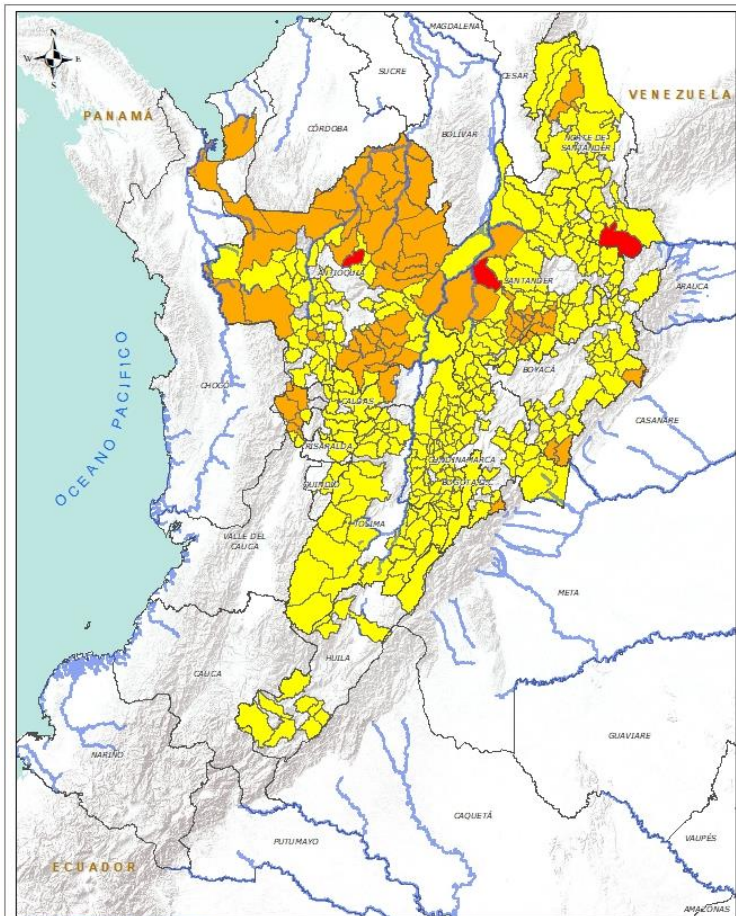 MAGDALENA
N
W E
S
SUCRE
CESAR
VENEZUELA
PANAMÁ
CÓRDOBA
BOLÍVAR
NORTE DE
SANTANDER
ANTIOQUIA
SANTANDER
ARAUCA
CHOCÓ
BOYACÁ
OCEANO PACIFICO
CALDAS
CASANARE
RISARALDA
CUNDINAMARCA
QUINDIO
BOGOTÁ, D.C.
TOLIMA
VALLE DEL
CAUCA
META
HUILA
CAUCA
GUAVIARE
NARIÑO
CAQUETÁ
PUTUMAYO
VAUPÉS
ECUADOR
AMAZONAS